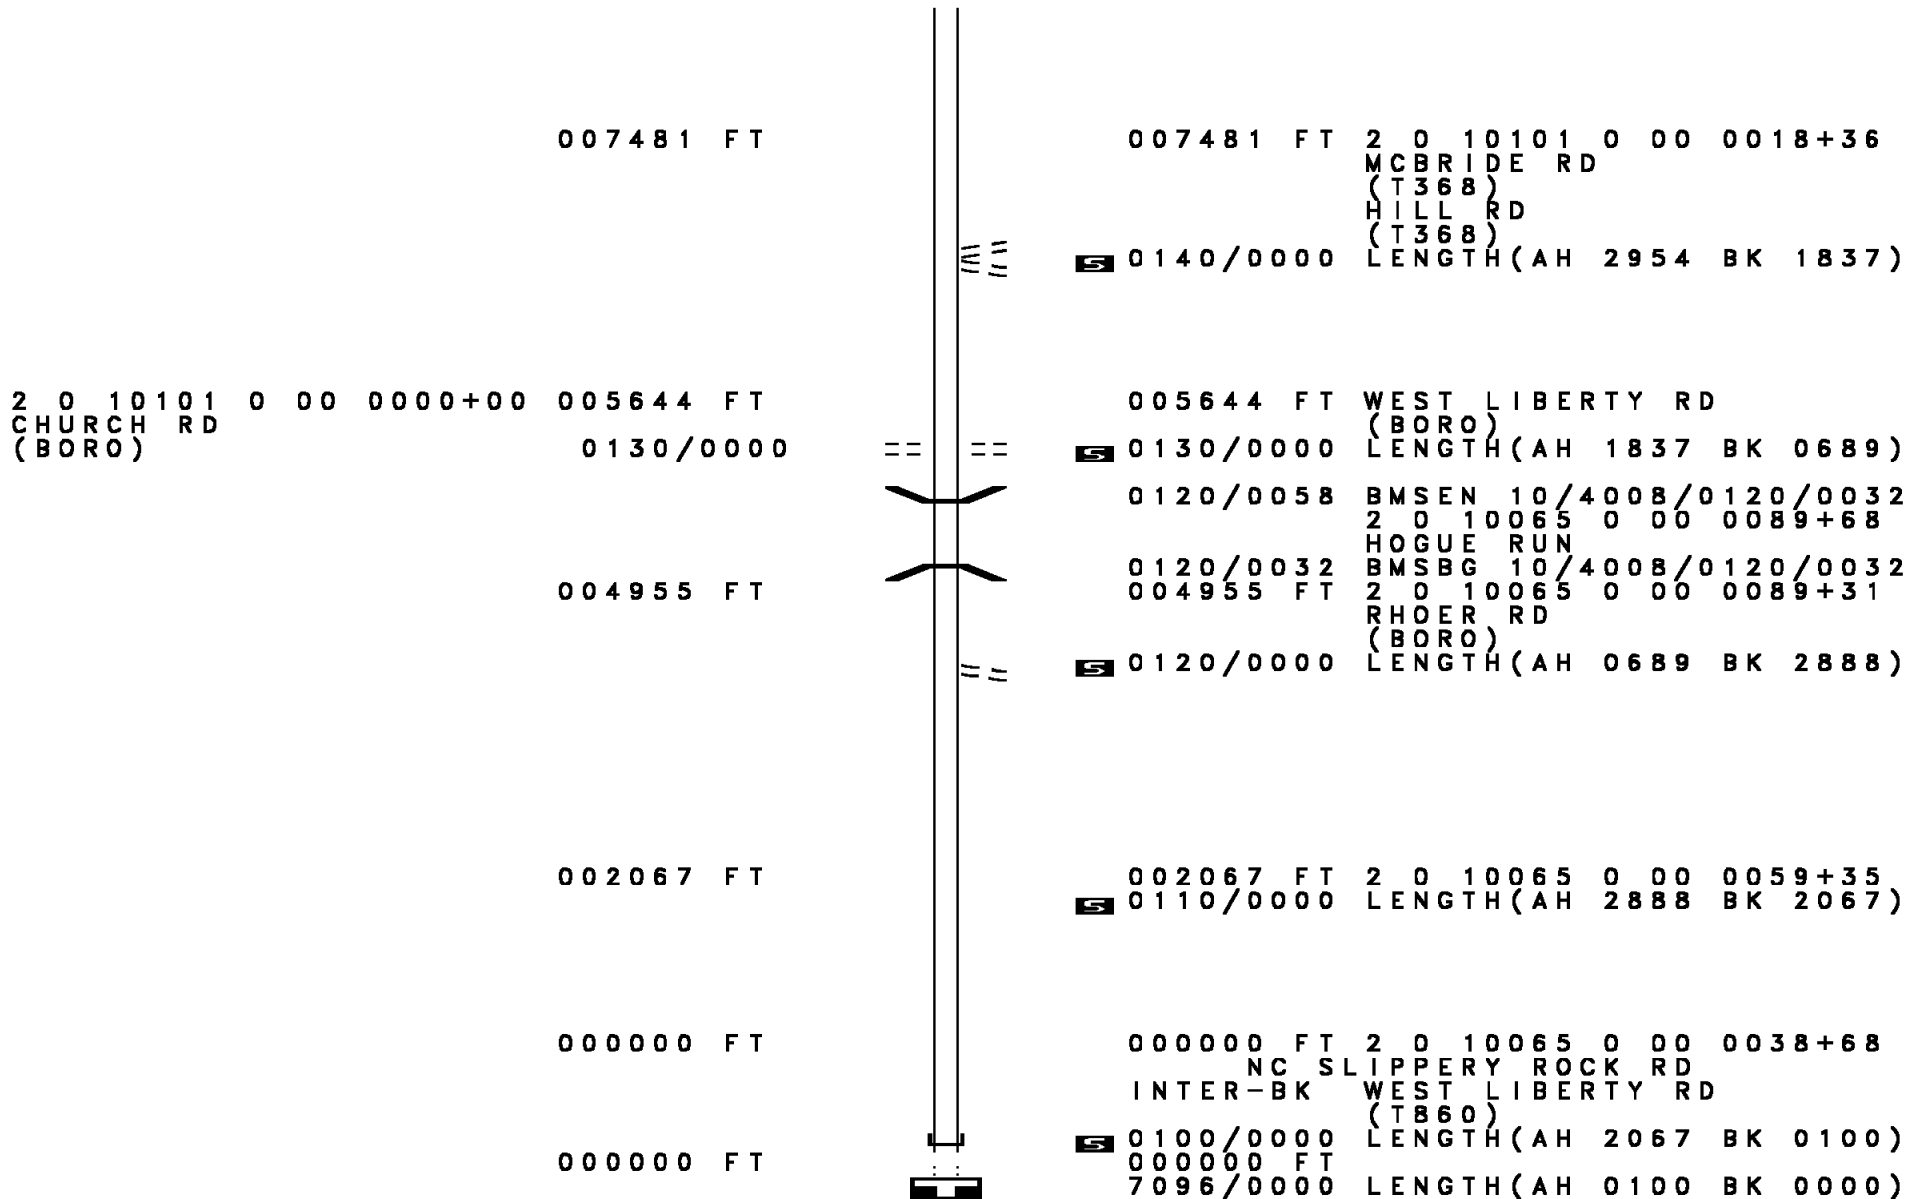 007481 FT 007481 FT 2 0 10101 0 00 0018+36
MCBRIDE RD
(T368)
HILL RD
(T368)
S 0140/0000 LENGTH(AH 2954 BK 1837)
2 0 10101 0 00 0000+00 005644 FT 005644 FT WEST LIBERTY RD
CHURCH RD (BORO)
(BORO) 0130/0000 S 0130/0000 LENGTH(AH 1837 BK 0689)
0120/0058 BMSEN 10/4008/0120/0032
2 0 10065 0 00 0089+68
HOGUE RUN
0120/0032 BMSBG 10/4008/0120/0032
004955 FT 004955 FT 2 0 10065 0 00 0089+31
RHOER RD
(BORO)
S 0120/0000 LENGTH(AH 0689 BK 2888)
002067 FT 002067 FT 2 0 10065 0 00 0059+35
S 0110/0000 LENGTH(AH 2888 BK 2067)
000000 FT 000000 FT 2 0 10065 0 00 0038+68
NC SLIPPERY ROCK RD
INTER-BK WEST LIBERTY RD
(T860)
S 0100/0000 LENGTH(AH 2067 BK 0100)
000000 FT 000000 FT
7096/0000 LENGTH(AH 0100 BK 0000)